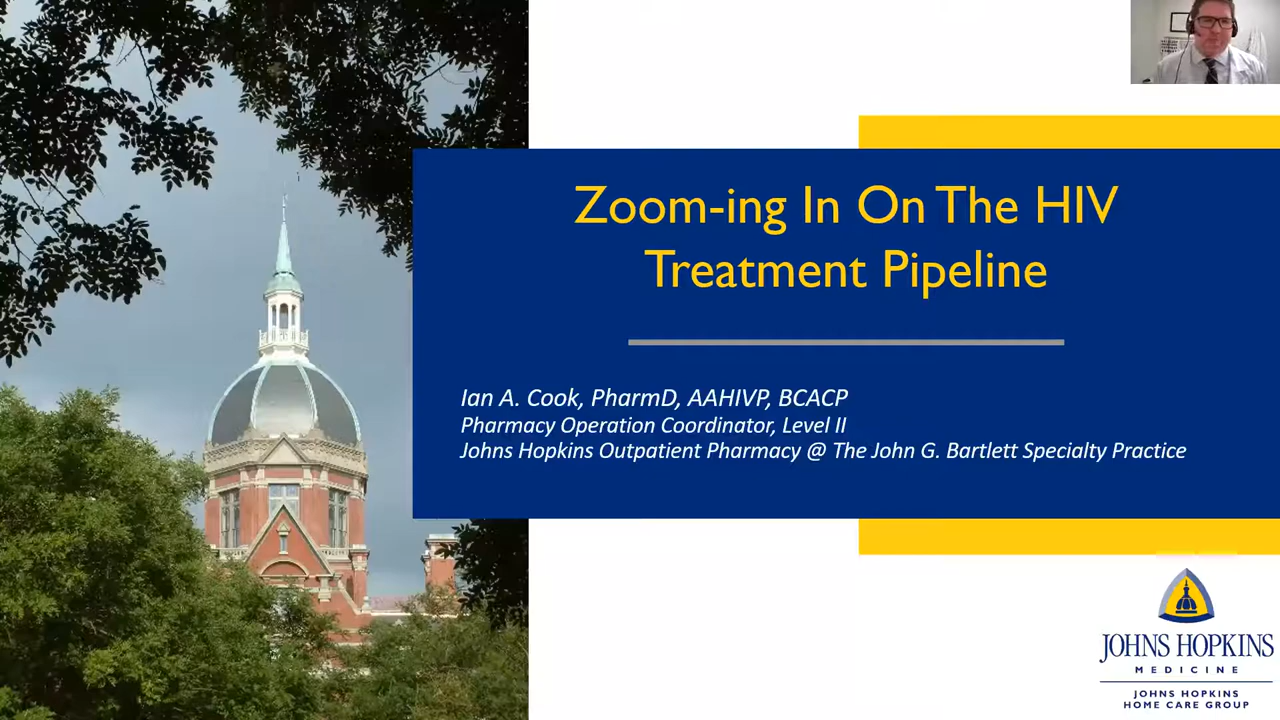 Zoom-ing In On The HIV
Treatment Pipeline
Ian A. Cook, PharmD, AAHIVP, BCACP
Pharmacy Operation Coordinator, Level II
Johns Hopkins Outpatient Pharmacy @ The John G. Bartlett Specialty Practice
JOHNS HOPKINS
MEDICINE
JOHNS HOPKINS
HOME CARE GROUP